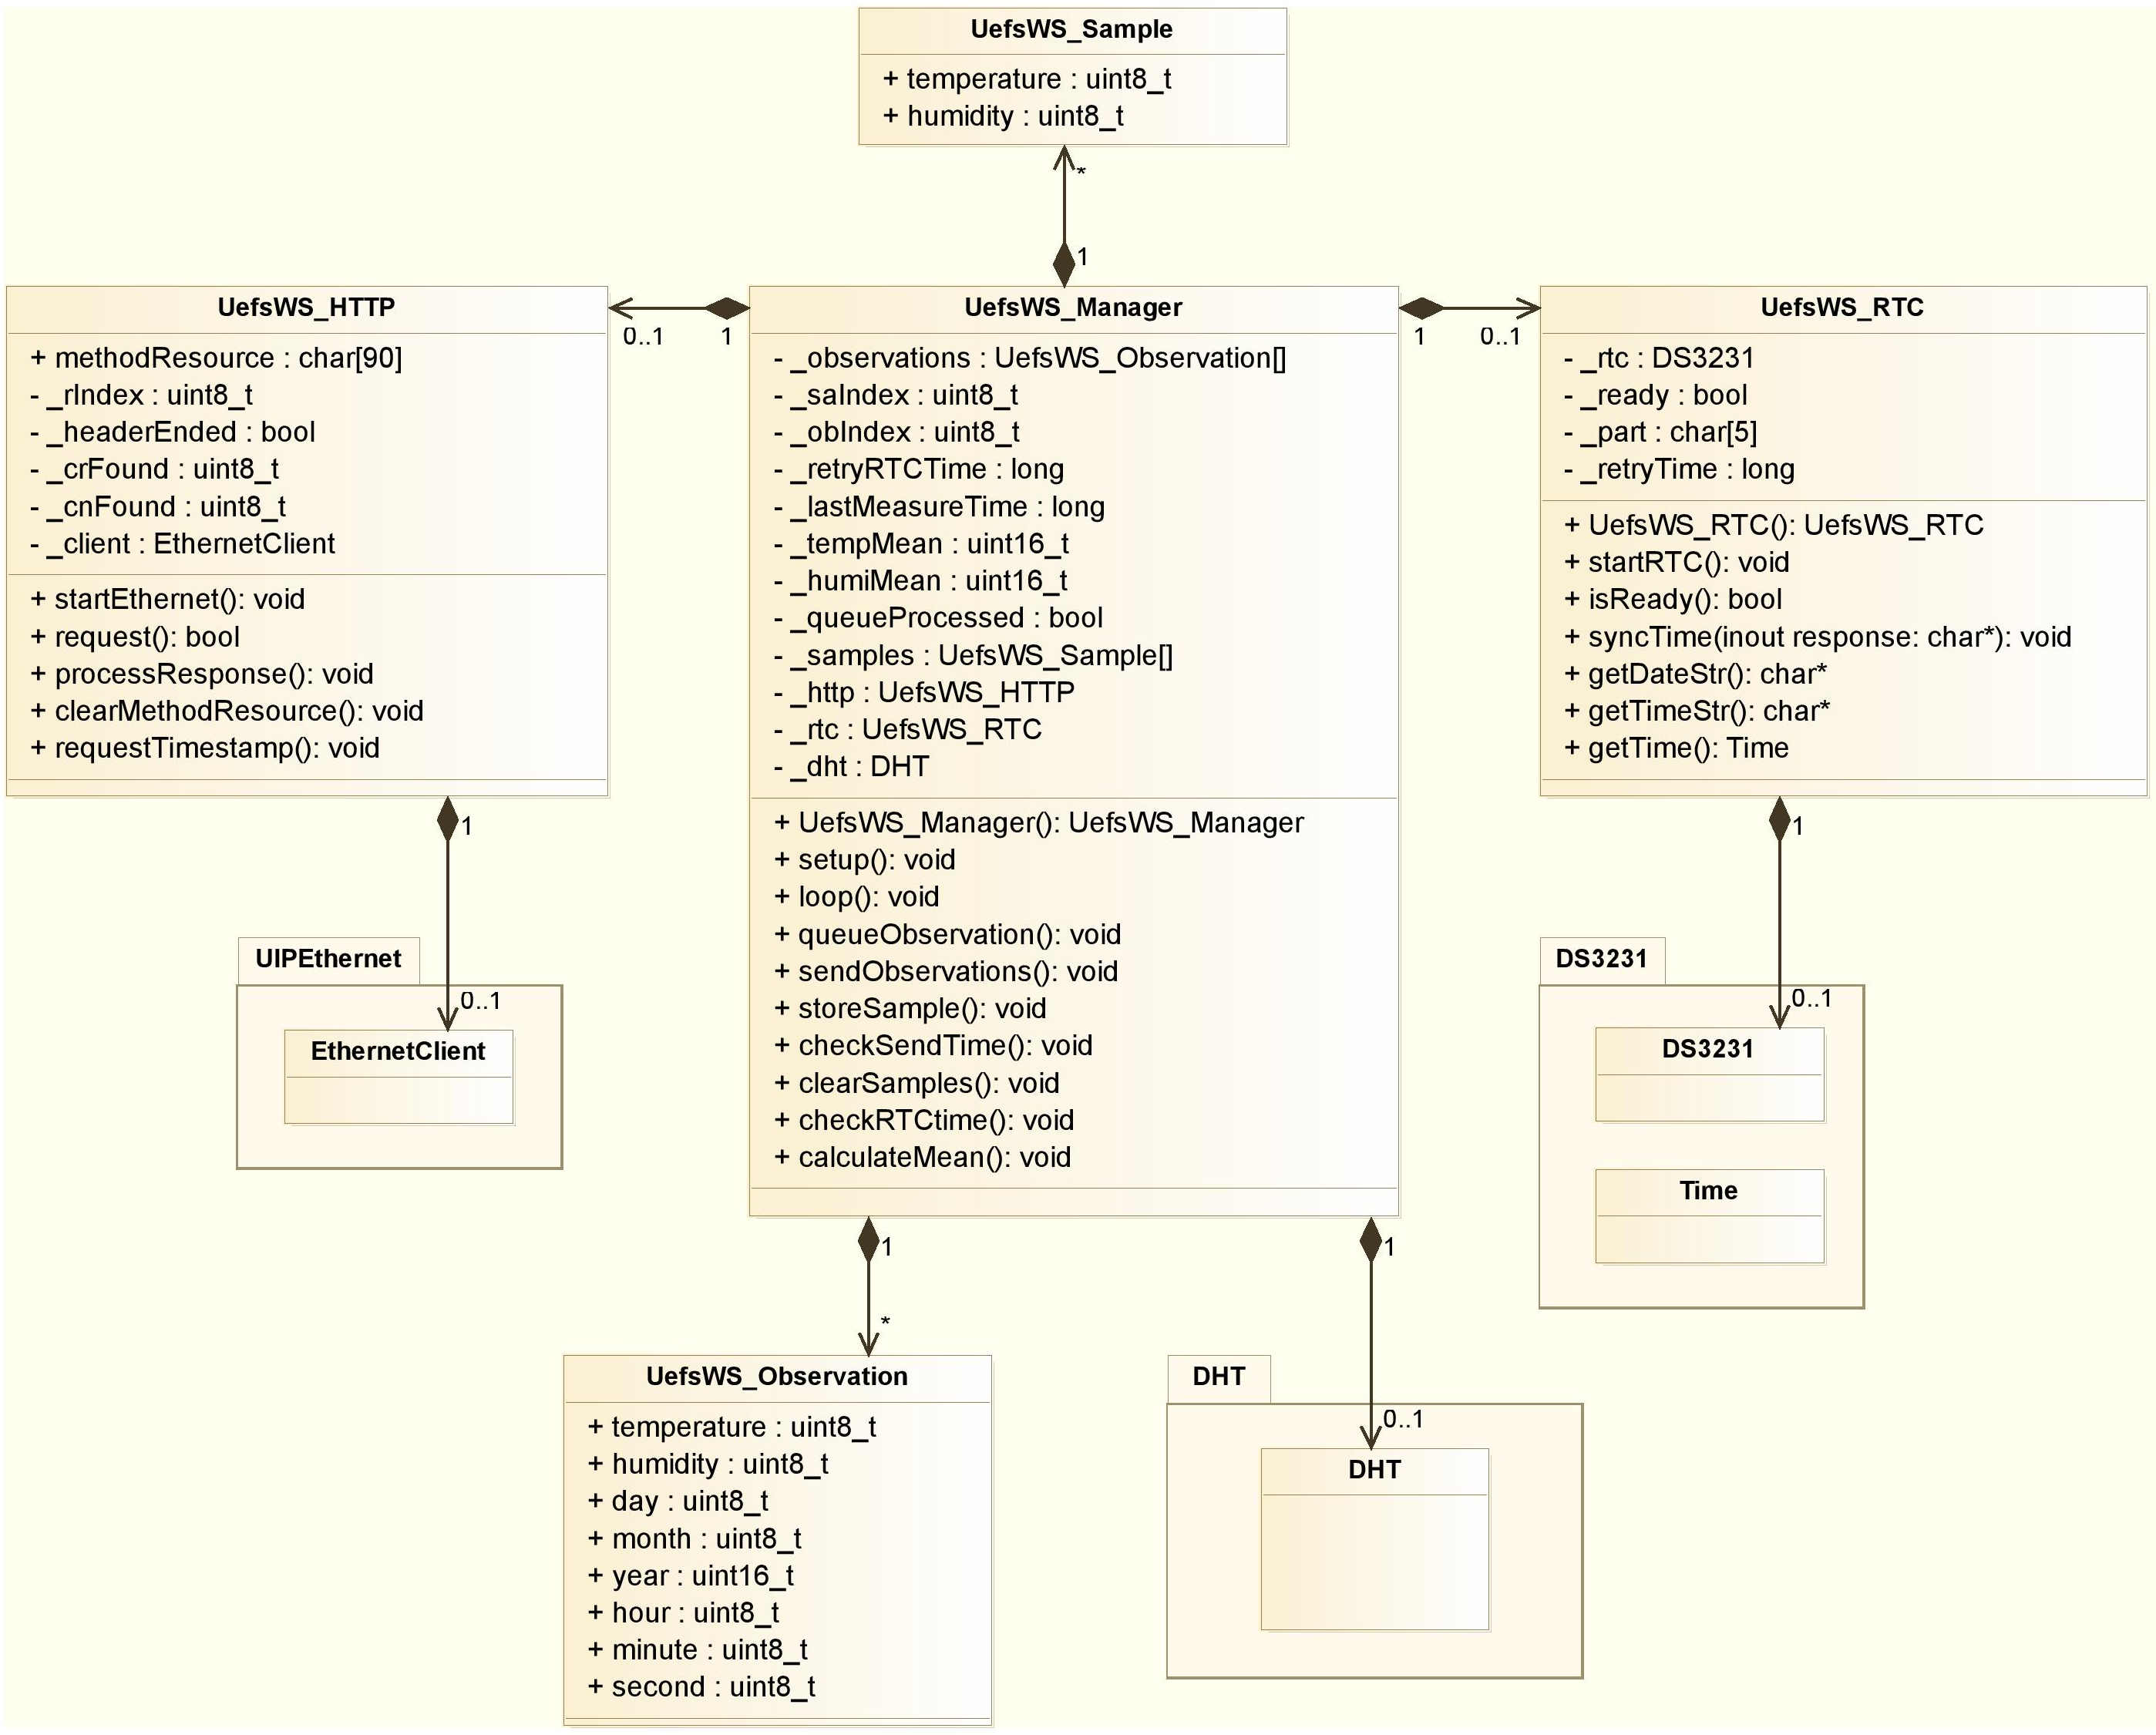 UefsWS_Sample
+ temperature : uint8_t
+ humidity : uint8_t
*
1
UefsWS_HTTP
+ methodResource : char[90]
- _rIndex : uint8_t
- _headerEnded : bool
- _crFound : uint8_t
- _cnFound : uint8_t
- _client : EthernetClient
+ startEthernet(): void
+ request(): bool
+ processResponse(): void
+ clearMethodResource(): void
+ requestTimestamp(): void
0..1
1
UefsWS_Manager
- _observations : UefsWS_Observation[]
- _saIndex : uint8_t
- _obIndex : uint8_t
- _retryRTCTime : long
- _lastMeasureTime : long
- _tempMean : uint16_t
- _humiMean : uint16_t
- _queueProcessed : bool
- _samples : UefsWS_Sample[]
- _http : UefsWS_HTTP
- _rtc : UefsWS_RTC
- _dht : DHT
+ UefsWS_Manager(): UefsWS_Manager
+ setup(): void
+ loop(): void
+ queueObservation(): void
+ sendObservations(): void
+ storeSample(): void
+ checkSendTime(): void
+ clearSamples(): void
+ checkRTCtime(): void
+ calculateMean(): void
1
0..1
UefsWS_RTC
- _rtc : DS3231
- _ready : bool
- _part : char[5]
- _retryTime : long
+ UefsWS_RTC(): UefsWS_RTC
+ startRTC(): void
+ isReady(): bool
+ syncTime(inout response: char*): void
+ getDateStr(): char*
+ getTimeStr(): char*
+ getTime(): Time
1
UIPEthernet
0..1
EthernetClient
1
DS3231
0..1
DS3231
Time
1
*
UefsWS_Observation
+ temperature : uint8_t
+ humidity : uint8_t
+ day : uint8_t
+ month : uint8_t
+ year : uint16_t
+ hour : uint8_t
+ minute : uint8_t
+ second : uint8_t
1
DHT
0..1
DHT